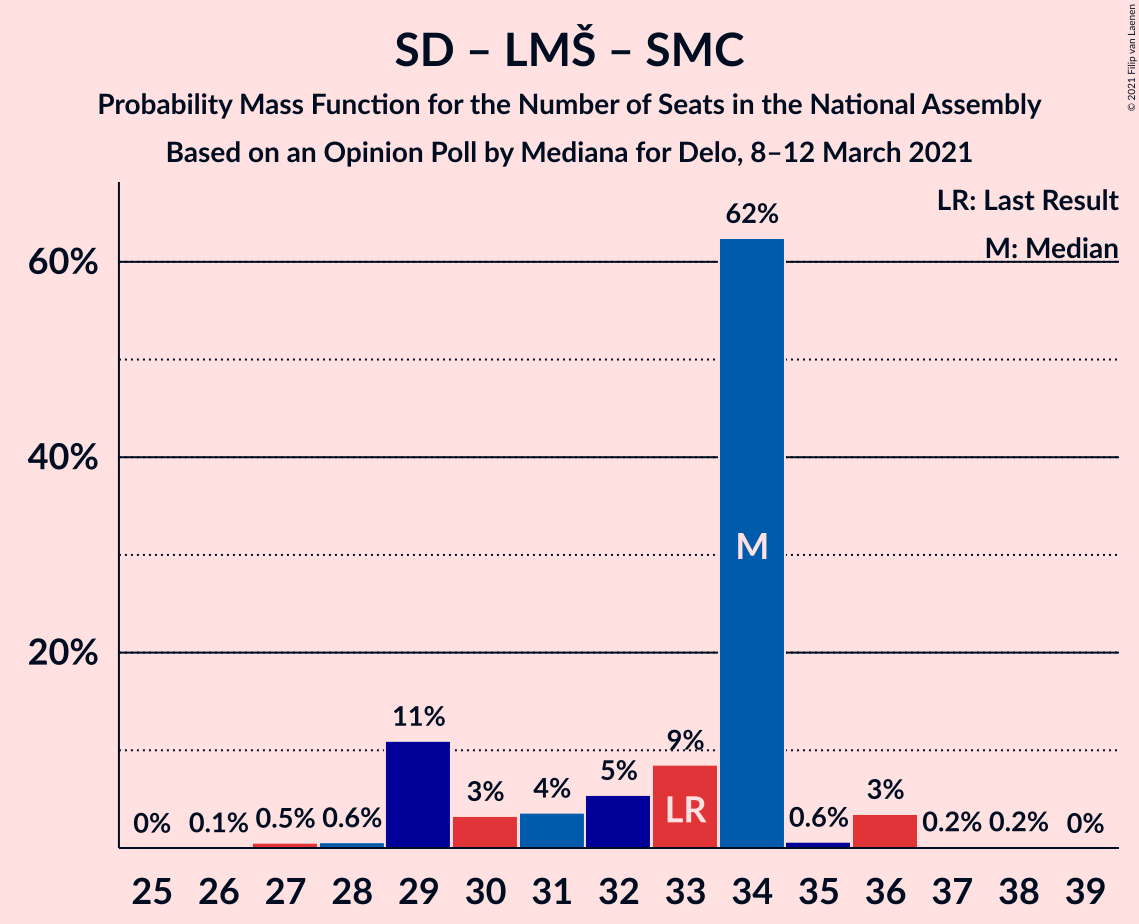 SD – LMŠ – SMC
Probability Mass Function for the Number of Seats in the National Assembly
Based on an Opinion Poll by Mediana for Delo, 8–12 March 2021
© 2021 Filip van Laenen
LR: Last Result
M: Median
60%
40%
20%
0%
0.1%
0.5%
0.6%
11%
3%
4%
5%
9%
62%
0.6%
3%
0.2%
0.2%
0%
LR
M
25 26 27 28 29 30 31 32 33 34 35 36 37 38 39